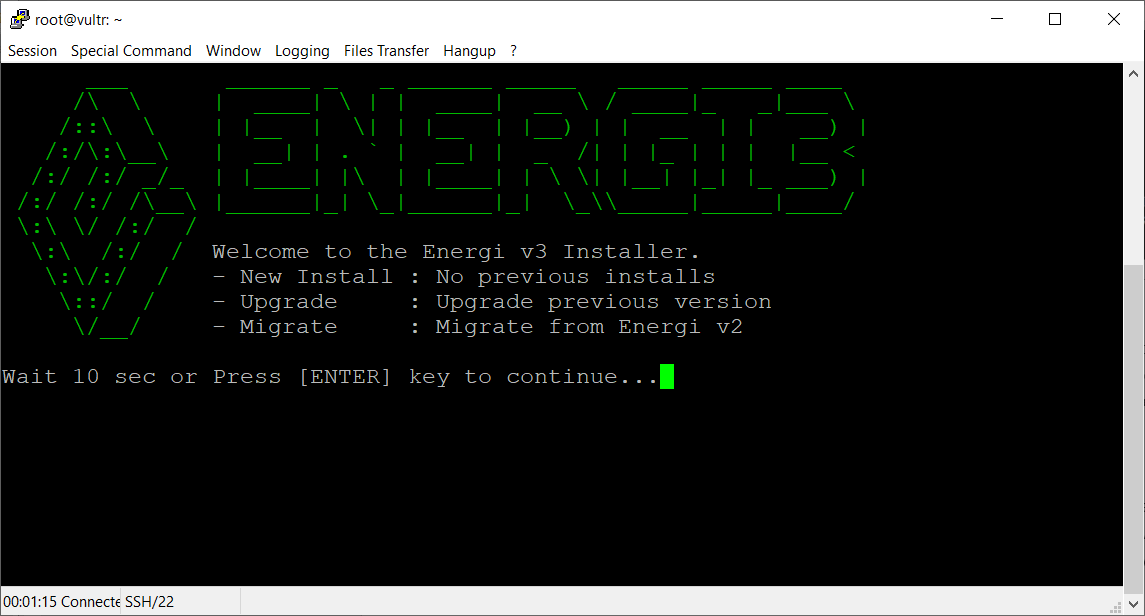 root@vultr: ~
Session Special Command Window Logging Files Transfer Hangup ?
ENERGI3
Welcome to the Energi v3 Installer.
- New Install : No previous installs
- Upgrade : Upgrade previous version
- Migrate : Migrate from Energi v2
Wait 10 sec or Press [ENTER] key to continue...
00:01:15 Connecte SSH/22